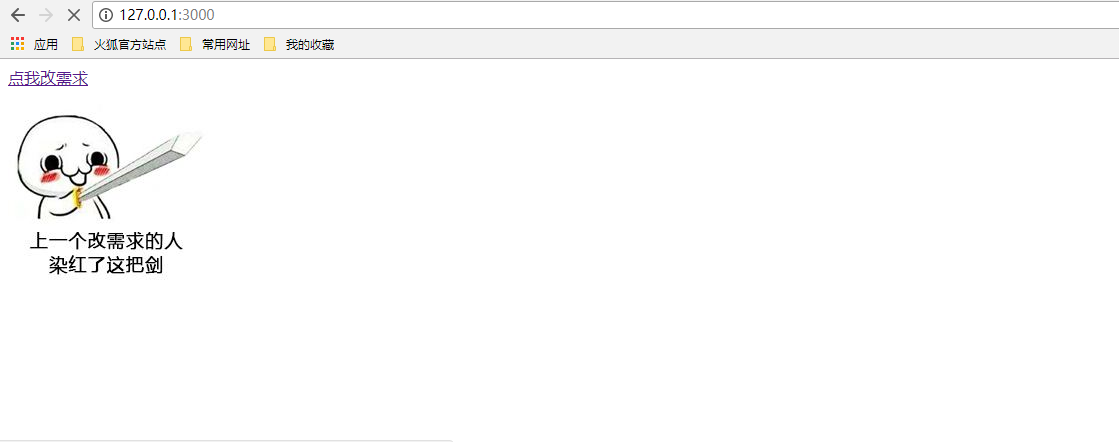 127.0.0.1:3000
应用 火狐官方站点 常用网址 我的收藏
点我改需求
上一个改需求的人
染红了这把剑